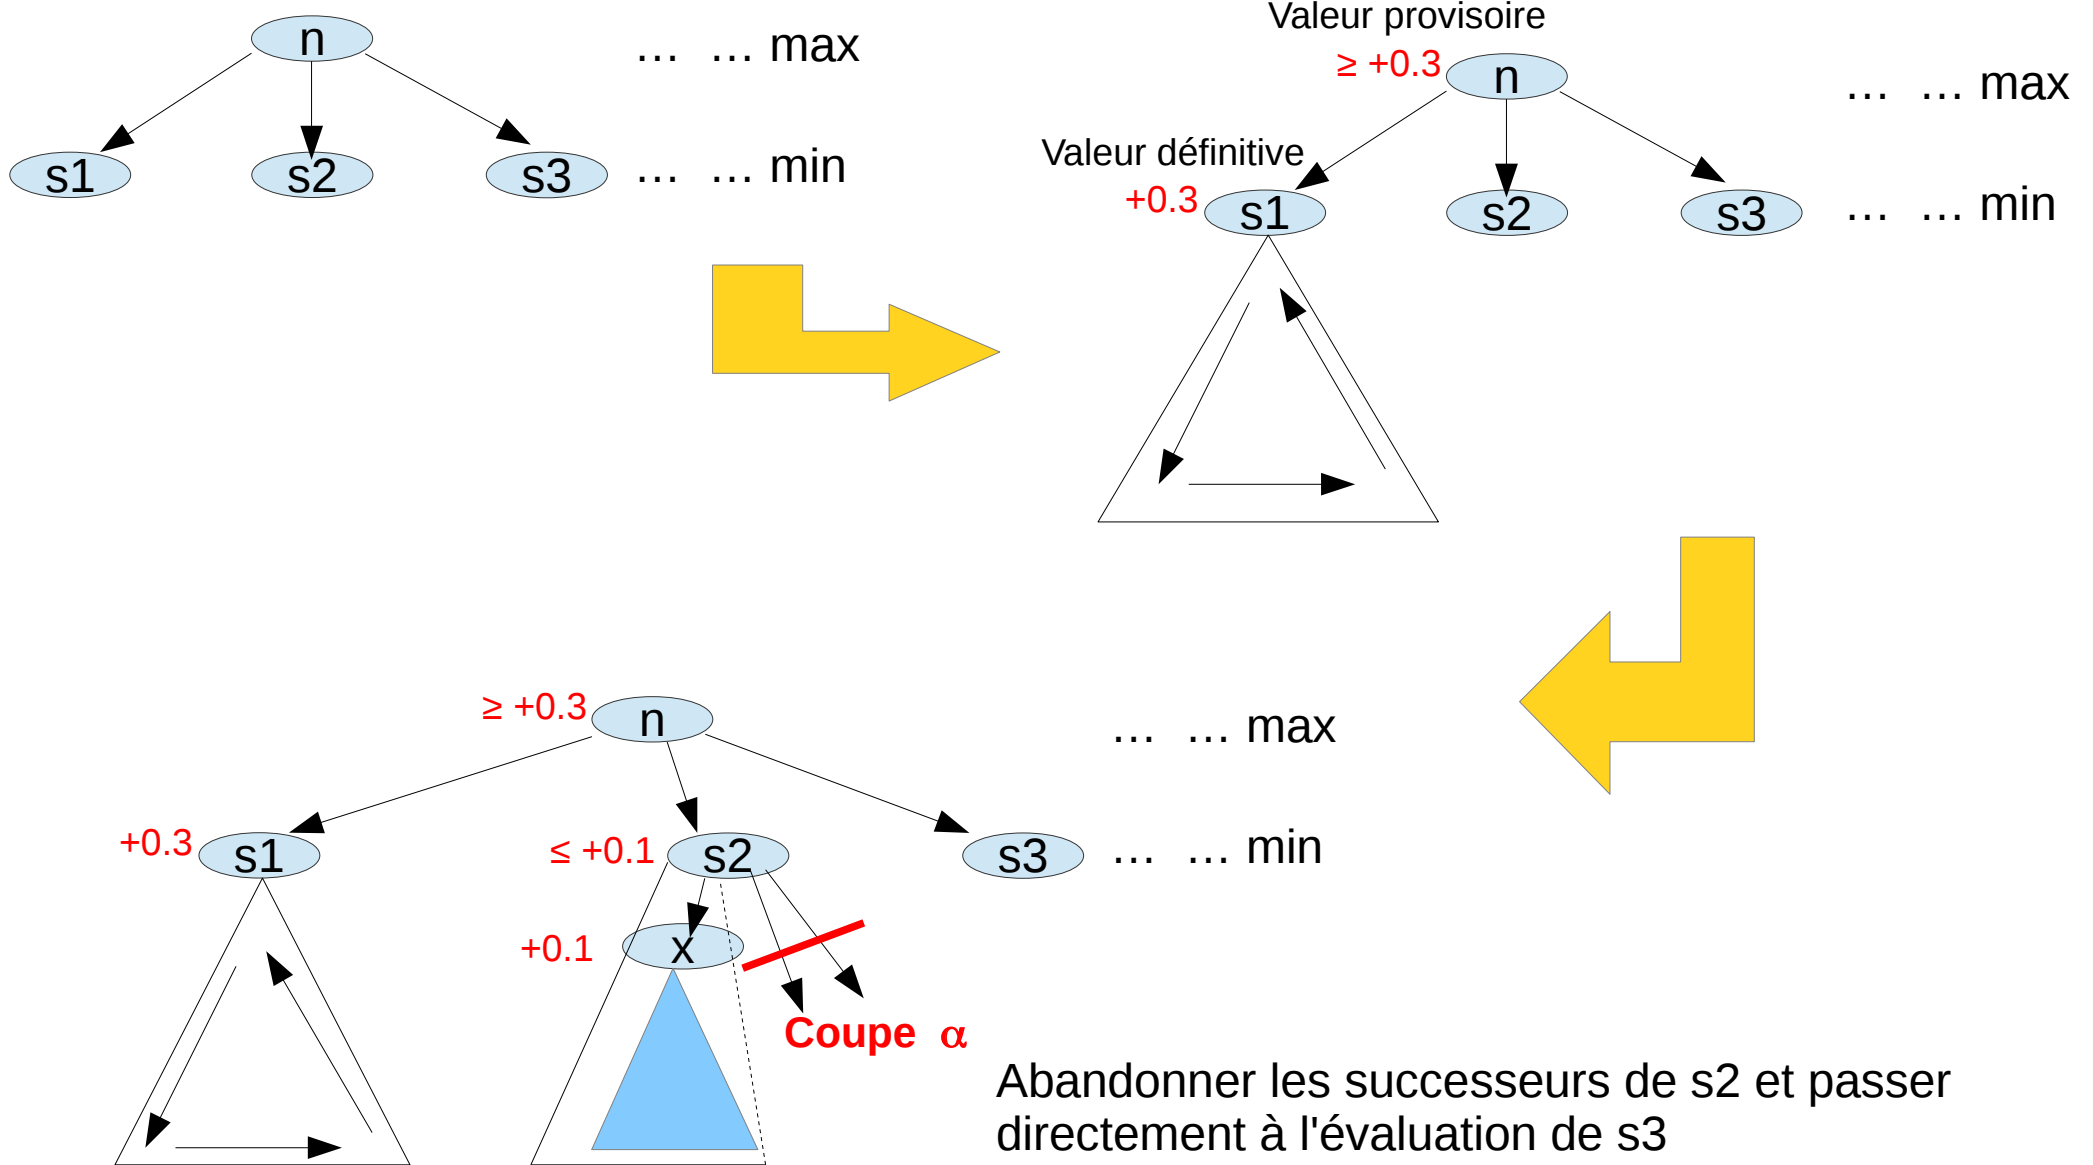 n
… … max
s1
s2
s3
… … min
Valeur provisoire
≥ +0.3
n
… … max
Valeur définitive
+0.3
s1
s2
s3
… … min
≥ +0.3
n
… … max
+0.3
s1
≤ +0.1
s2
s3
… … min
+0.1
x
Coupe α
Abandonner les successeurs de s2 et passer
directement à l'évaluation de s3